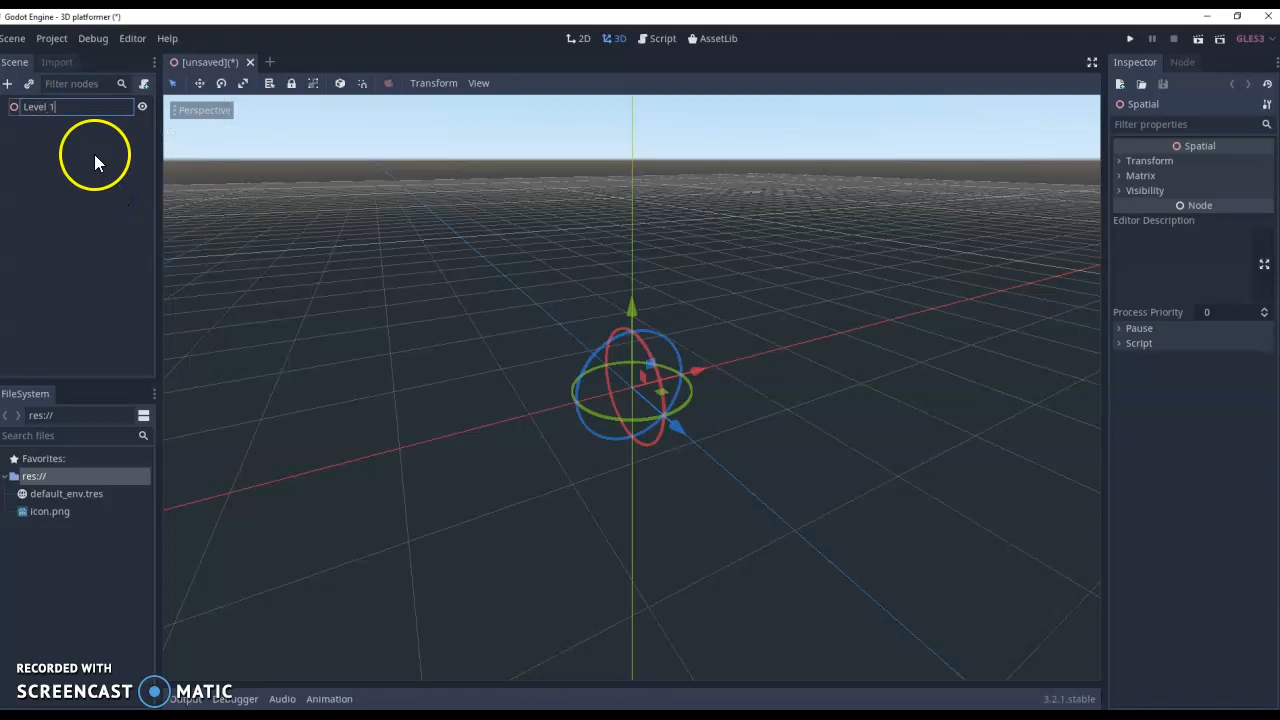 Godot Engine - 3D platformer (*)
Scene Project Debug Editor Help
2D 3D Script AssetLib
GLES3
Scene Import
[unsaved](*)
Inspector Node
Filter nodes
Transform View
Level 1
Perspective
Spatial
Filter properties
Spatial
Transform
Matrix
Visibility
Node
Editor Description
Process Priority 0
Pause
Script
FileSystem
res://
Search files
Favorites:
res://
default_env.tres
icon.png
RECORDED WITH
SCREENCAST MATIC
Output Debugger Audio Animation
3.2.1.stable